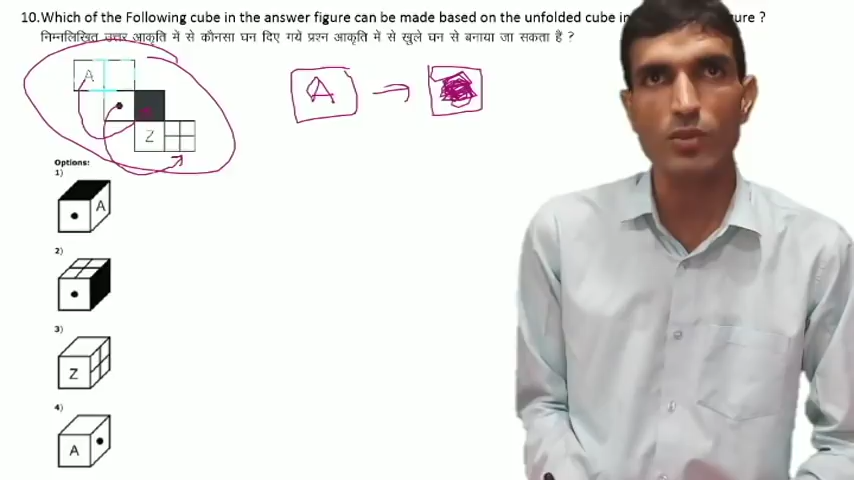 10.Which of the Following cube in the answer figure can be made based on the unfolded cube in ure ?
निम्नलिखित उत्तर आकृति में से कौनसा घन दिए गयें प्रश्न आकृति में से खुले घन से बनाया जा सकता हैं ?
A
A
Z
Options:
1)
A
2)
3)
Z
4)
A